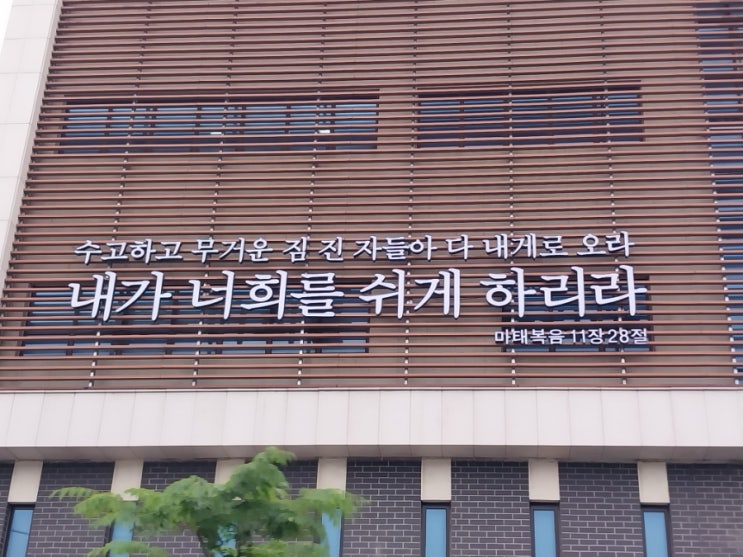 수고하고 무거운 짐 진 자들아 다 내게로 오라
내가 너희를 쉬게 하리라
마태복음 11장 28절